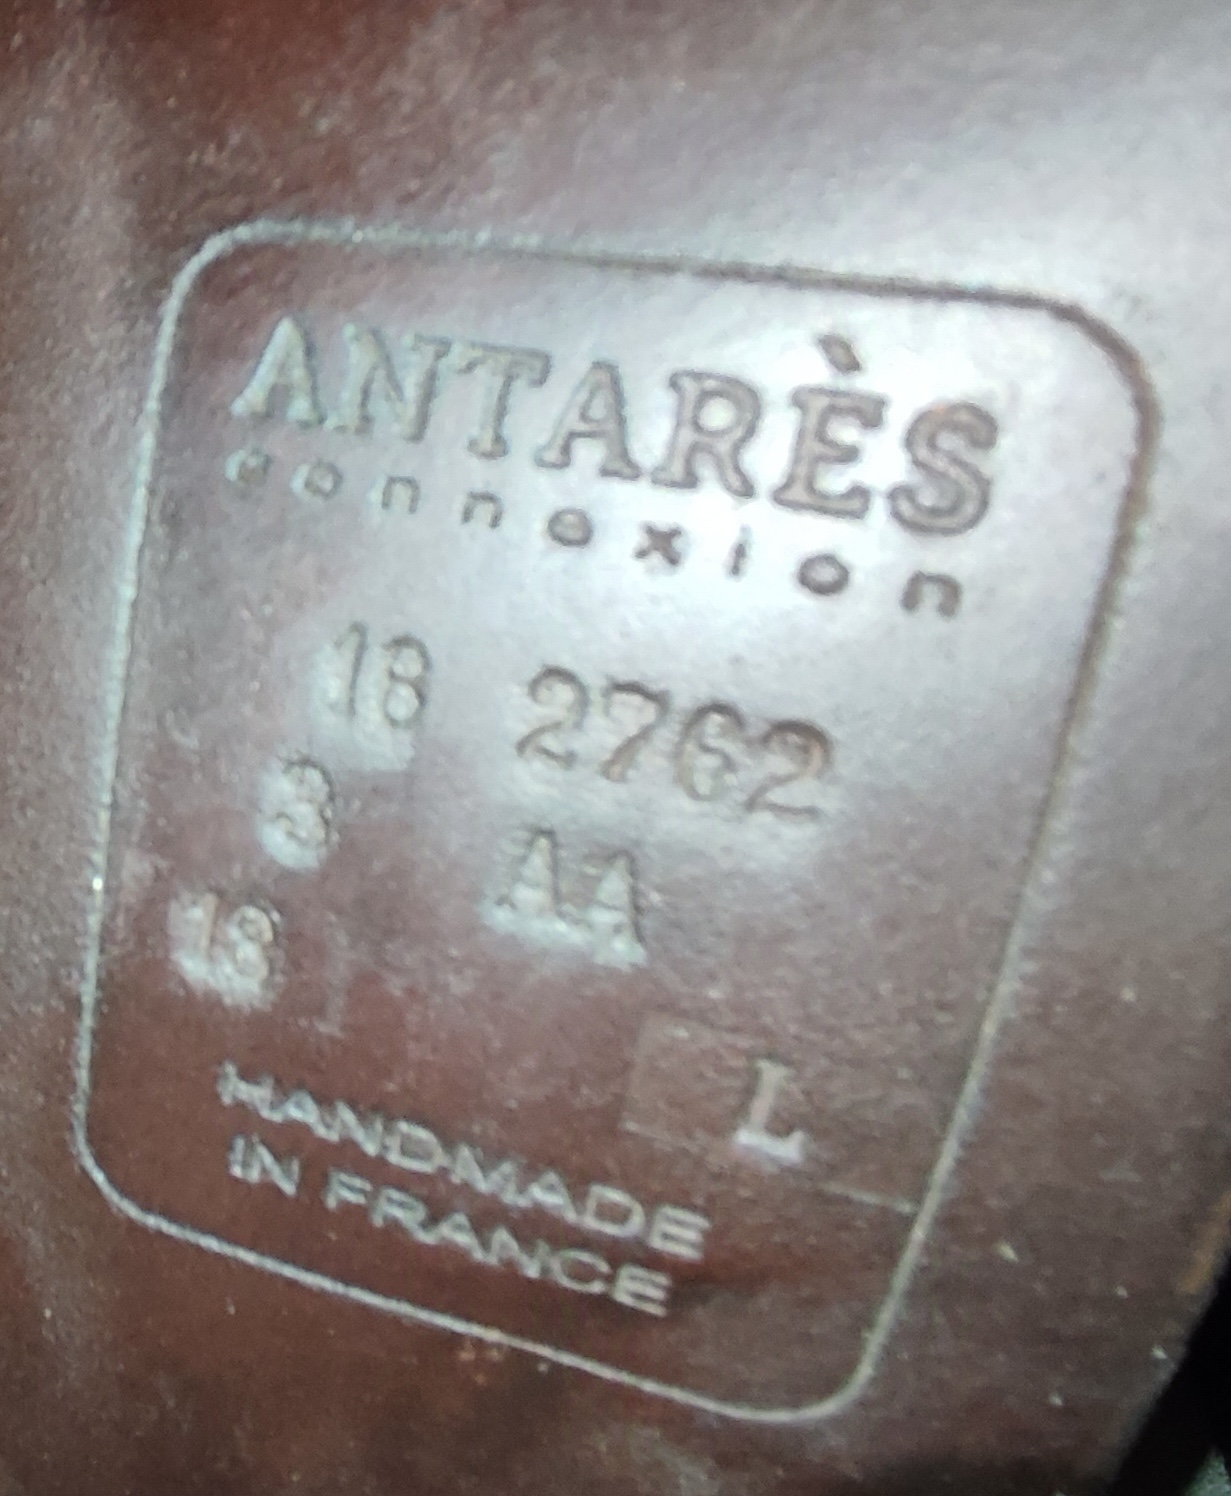 ANTARÈS
connexion
18 2762
3 AA
18
L
HANDMADE
IN FRANCE